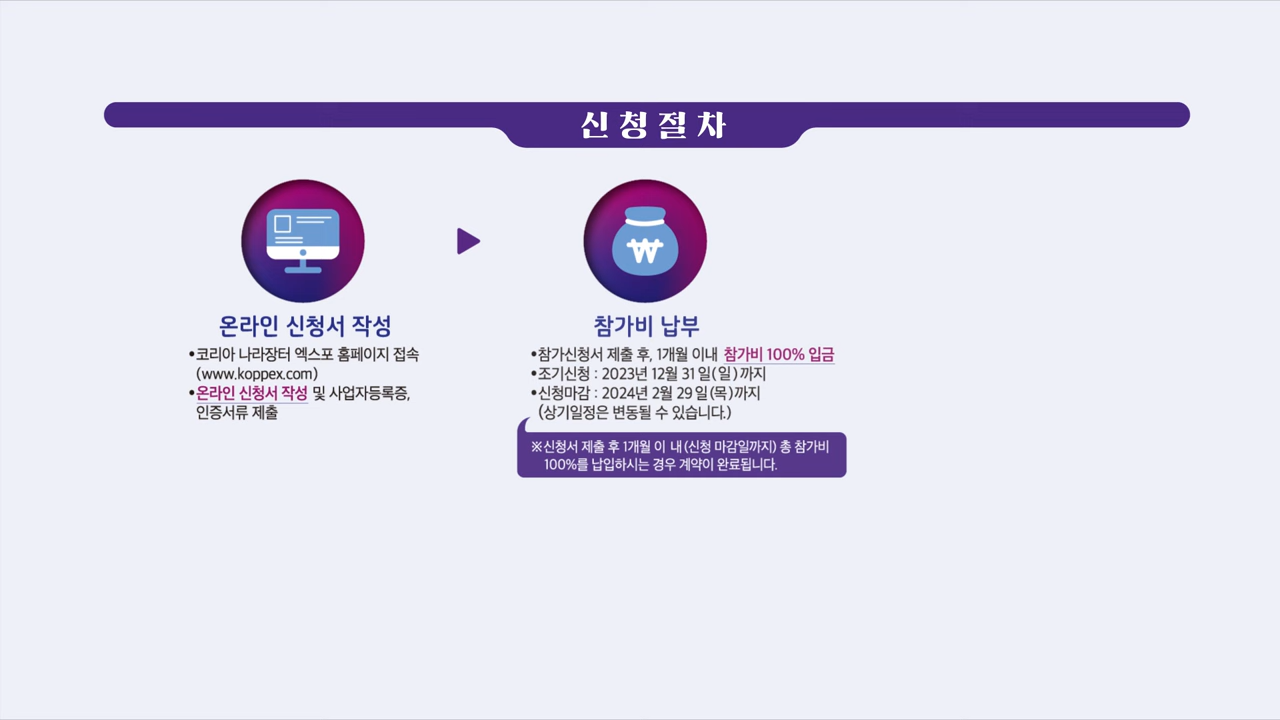 신청절차
온라인 신청서 작성
•코리아 나라장터 엑스포 홈페이지 접속
(www.koppex.com)
•온라인 신청서 작성 및 사업자등록증,
인증서류 제출
₩
참가비 납부
•참가신청서 제출 후, 1개월 이내 참가비 100% 입금
•조기신청 : 2023년 12월 31일(일)까지
•신청마감 : 2024년 2월 29일(목)까지
(상기일정은 변동될 수 있습니다.)
※신청서 제출 후 1개월 이 내(신청 마감일까지) 총 참가비
100%를 납입하시는 경우 계약이 완료됩니다.